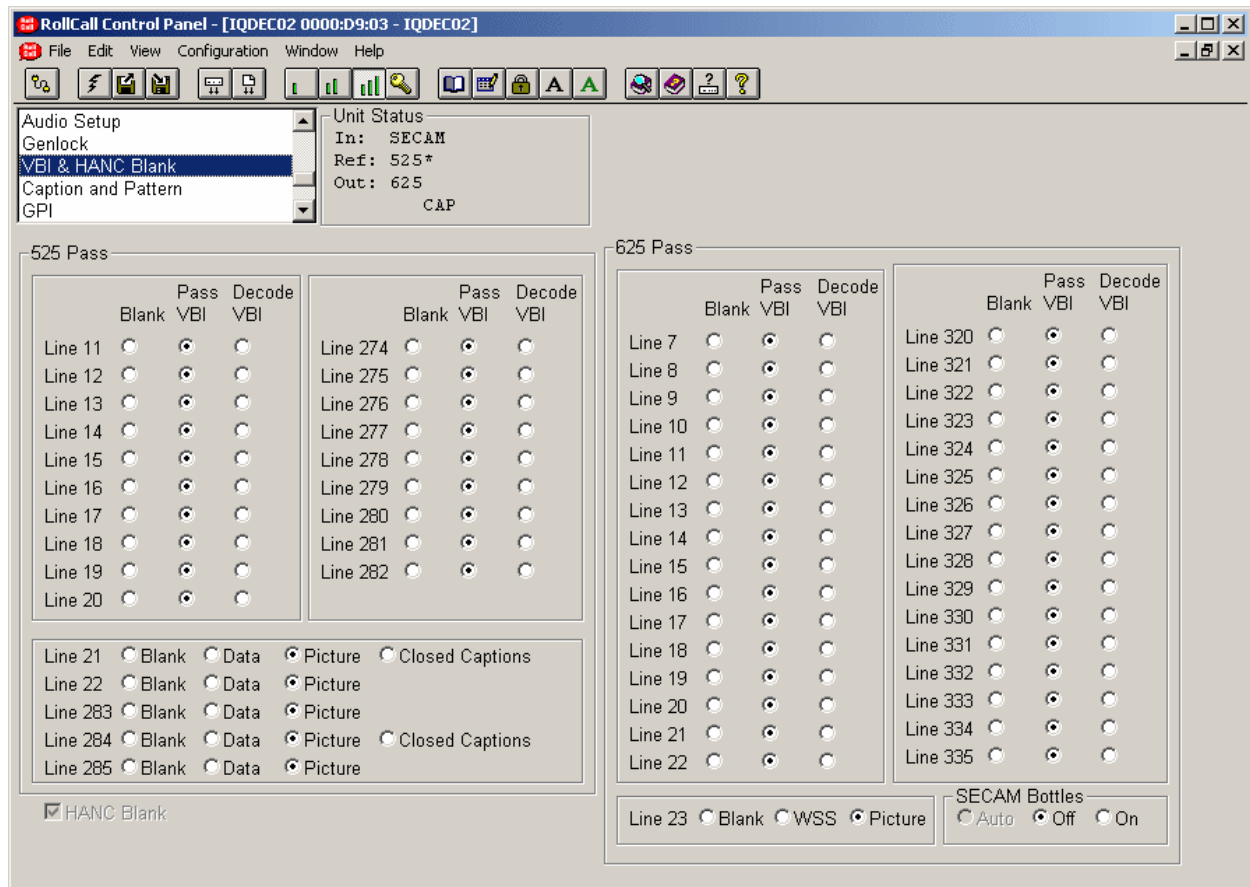 RollCall Control Panel - [IQDEC02 0000:D9:03 - IQDEC02]
File Edit View Configuration Window Help
Audio Setup
Genlock
VBI & HANC Blank
Caption and Pattern
GPI
Unit Status
In: SECAM
Ref: 525*
Out: 625
CAP
525 Pass
Blank Pass VBI Decode VBI
Line 11
Line 12
Line 13
Line 14
Line 15
Line 16
Line 17
Line 18
Line 19
Line 20
Blank Pass VBI Decode VBI
Line 274
Line 275
Line 276
Line 277
Line 278
Line 279
Line 280
Line 281
Line 282
Line 21 Blank Data Picture Closed Captions
Line 22 Blank Data Picture
Line 283 Blank Data Picture
Line 284 Blank Data Picture Closed Captions
Line 285 Blank Data Picture
HANC Blank
625 Pass
Blank Pass VBI Decode VBI
Line 7
Line 8
Line 9
Line 10
Line 11
Line 12
Line 13
Line 14
Line 15
Line 16
Line 17
Line 18
Line 19
Line 20
Line 21
Line 22
Blank Pass VBI Decode VBI
Line 320
Line 321
Line 322
Line 323
Line 324
Line 325
Line 326
Line 327
Line 328
Line 329
Line 330
Line 331
Line 332
Line 333
Line 334
Line 335
Line 23 Blank WSS Picture
SECAM Bottles
Auto Off On